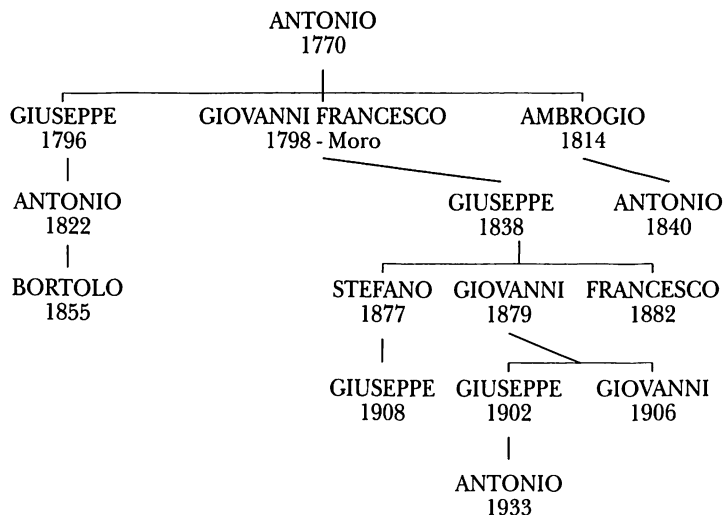 ANTONIO
1770
GIUSEPPE GIOVANNI FRANCESCO AMBROGIO
1796 1798 - Moro 1814
ANTONIO GIUSEPPE ANTONIO
1822 1838 1840
BORTOLO STEFANO GIOVANNI FRANCESCO
1855 1877 1879 1882
GIUSEPPE GIUSEPPE GIOVANNI
1908 1902 1906
ANTONIO
1933